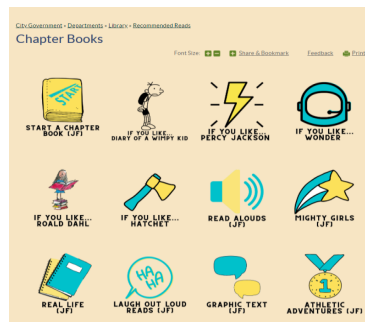 City Government » Departments » Library » Recommended Reads
Chapter Books
Font Size: + - + Share & Bookmark Feedback Print
START
START A CHAPTER
BOOK (JF)
IF YOU LIKE...
DIARY OF A WIMPY KID
IF YOU LIKE...
PERCY JACKSON
IF YOU LIKE...
WONDER
IF YOU LIKE...
ROALD DAHL
IF YOU LIKE...
HATCHET
READ ALOUDS
(JF)
MIGHTY GIRLS
(JF)
REAL LIFE
(JF)
HA
HA
LAUGH OUT LOUD
READS (JF)
GRAPHIC TEXT
(JF)
1
ATHLETIC
ADVENTURES (JF)